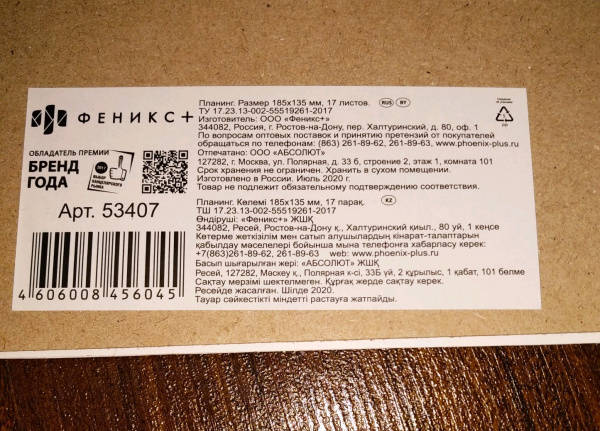 ФЕНИКС+
ОБЛАДАТЕЛЬ ПРЕМИИ
БРЕНД
ГОДА
Арт. 53407
4 606008 456045
Планинг. Размер 185х135 мм, 17 листов. RUS BY
ТУ 17.23.13-002-55519261-2017
Изготовитель: ООО «Феникс+»
344082, Россия, г. Ростов-на-Дону, пер. Халтуринский, д. 80, оф. 1
По вопросам оптовых поставок и принятию претензий от покупателей
обращаться по телефонам: (863) 261-89-62, 261-89-63, www.phoenix-plus.ru
Отпечатано: ООО «АБСОЛЮТ»
127282, г. Москва, ул. Полярная, д. 33 б, строение 2, этаж 1, комната 101
Срок хранения не ограничен. Хранить в сухом помещении.
Изготовлено в России. Июль 2020 г.
Товар не подлежит обязательному подтверждению соответствия.
Планинг. Көлемі 185х135 мм, 17 парақ. KZ
ТШ 17.23.13-002-55519261-2017
Өндіруші: «Феникс+» ЖШҚ
344082, Ресей, Ростов-на-Дону қ., Халтуринский қиыл., 80 үй, 1 кеңсе
Көтерме жеткізілім мен сатып алушылардың кінарат-талаптарын
қабылдау мәселелері бойынша мына телефонға хабарласу керек:
+7(863)261-89-62, 261-89-63 web: www.phoenix-plus.ru
Басып шығарылған жері: «АБСОЛЮТ» ЖШҚ
Ресей, 127282, Мәскеу қ., Полярная к-сі, 33Б үй, 2 құрылыс, 1 қабат, 101 бөлме
Сақтау мерзімі шектелмеген. Құрғақ жерде сақтау керек.
Ресейде жасалған. Шілде 2020.
Тауар сәйкестікті міндетті растауға жатпайды.